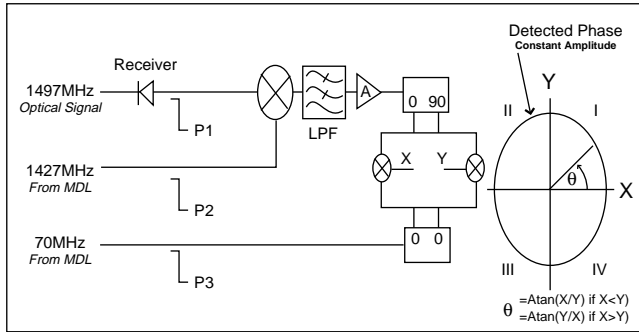 Receiver
1497MHz
Optical Signal
P1
1427MHz
From MDL
P2
70MHz
From MDL
P3
LPF
A
0 90
X Y
0 0
Detected Phase
Constant Amplitude
Y
II I
θ
X
III IV
θ =Atan(X/Y) if X<Y)
=Atan(Y/X) if X>Y)